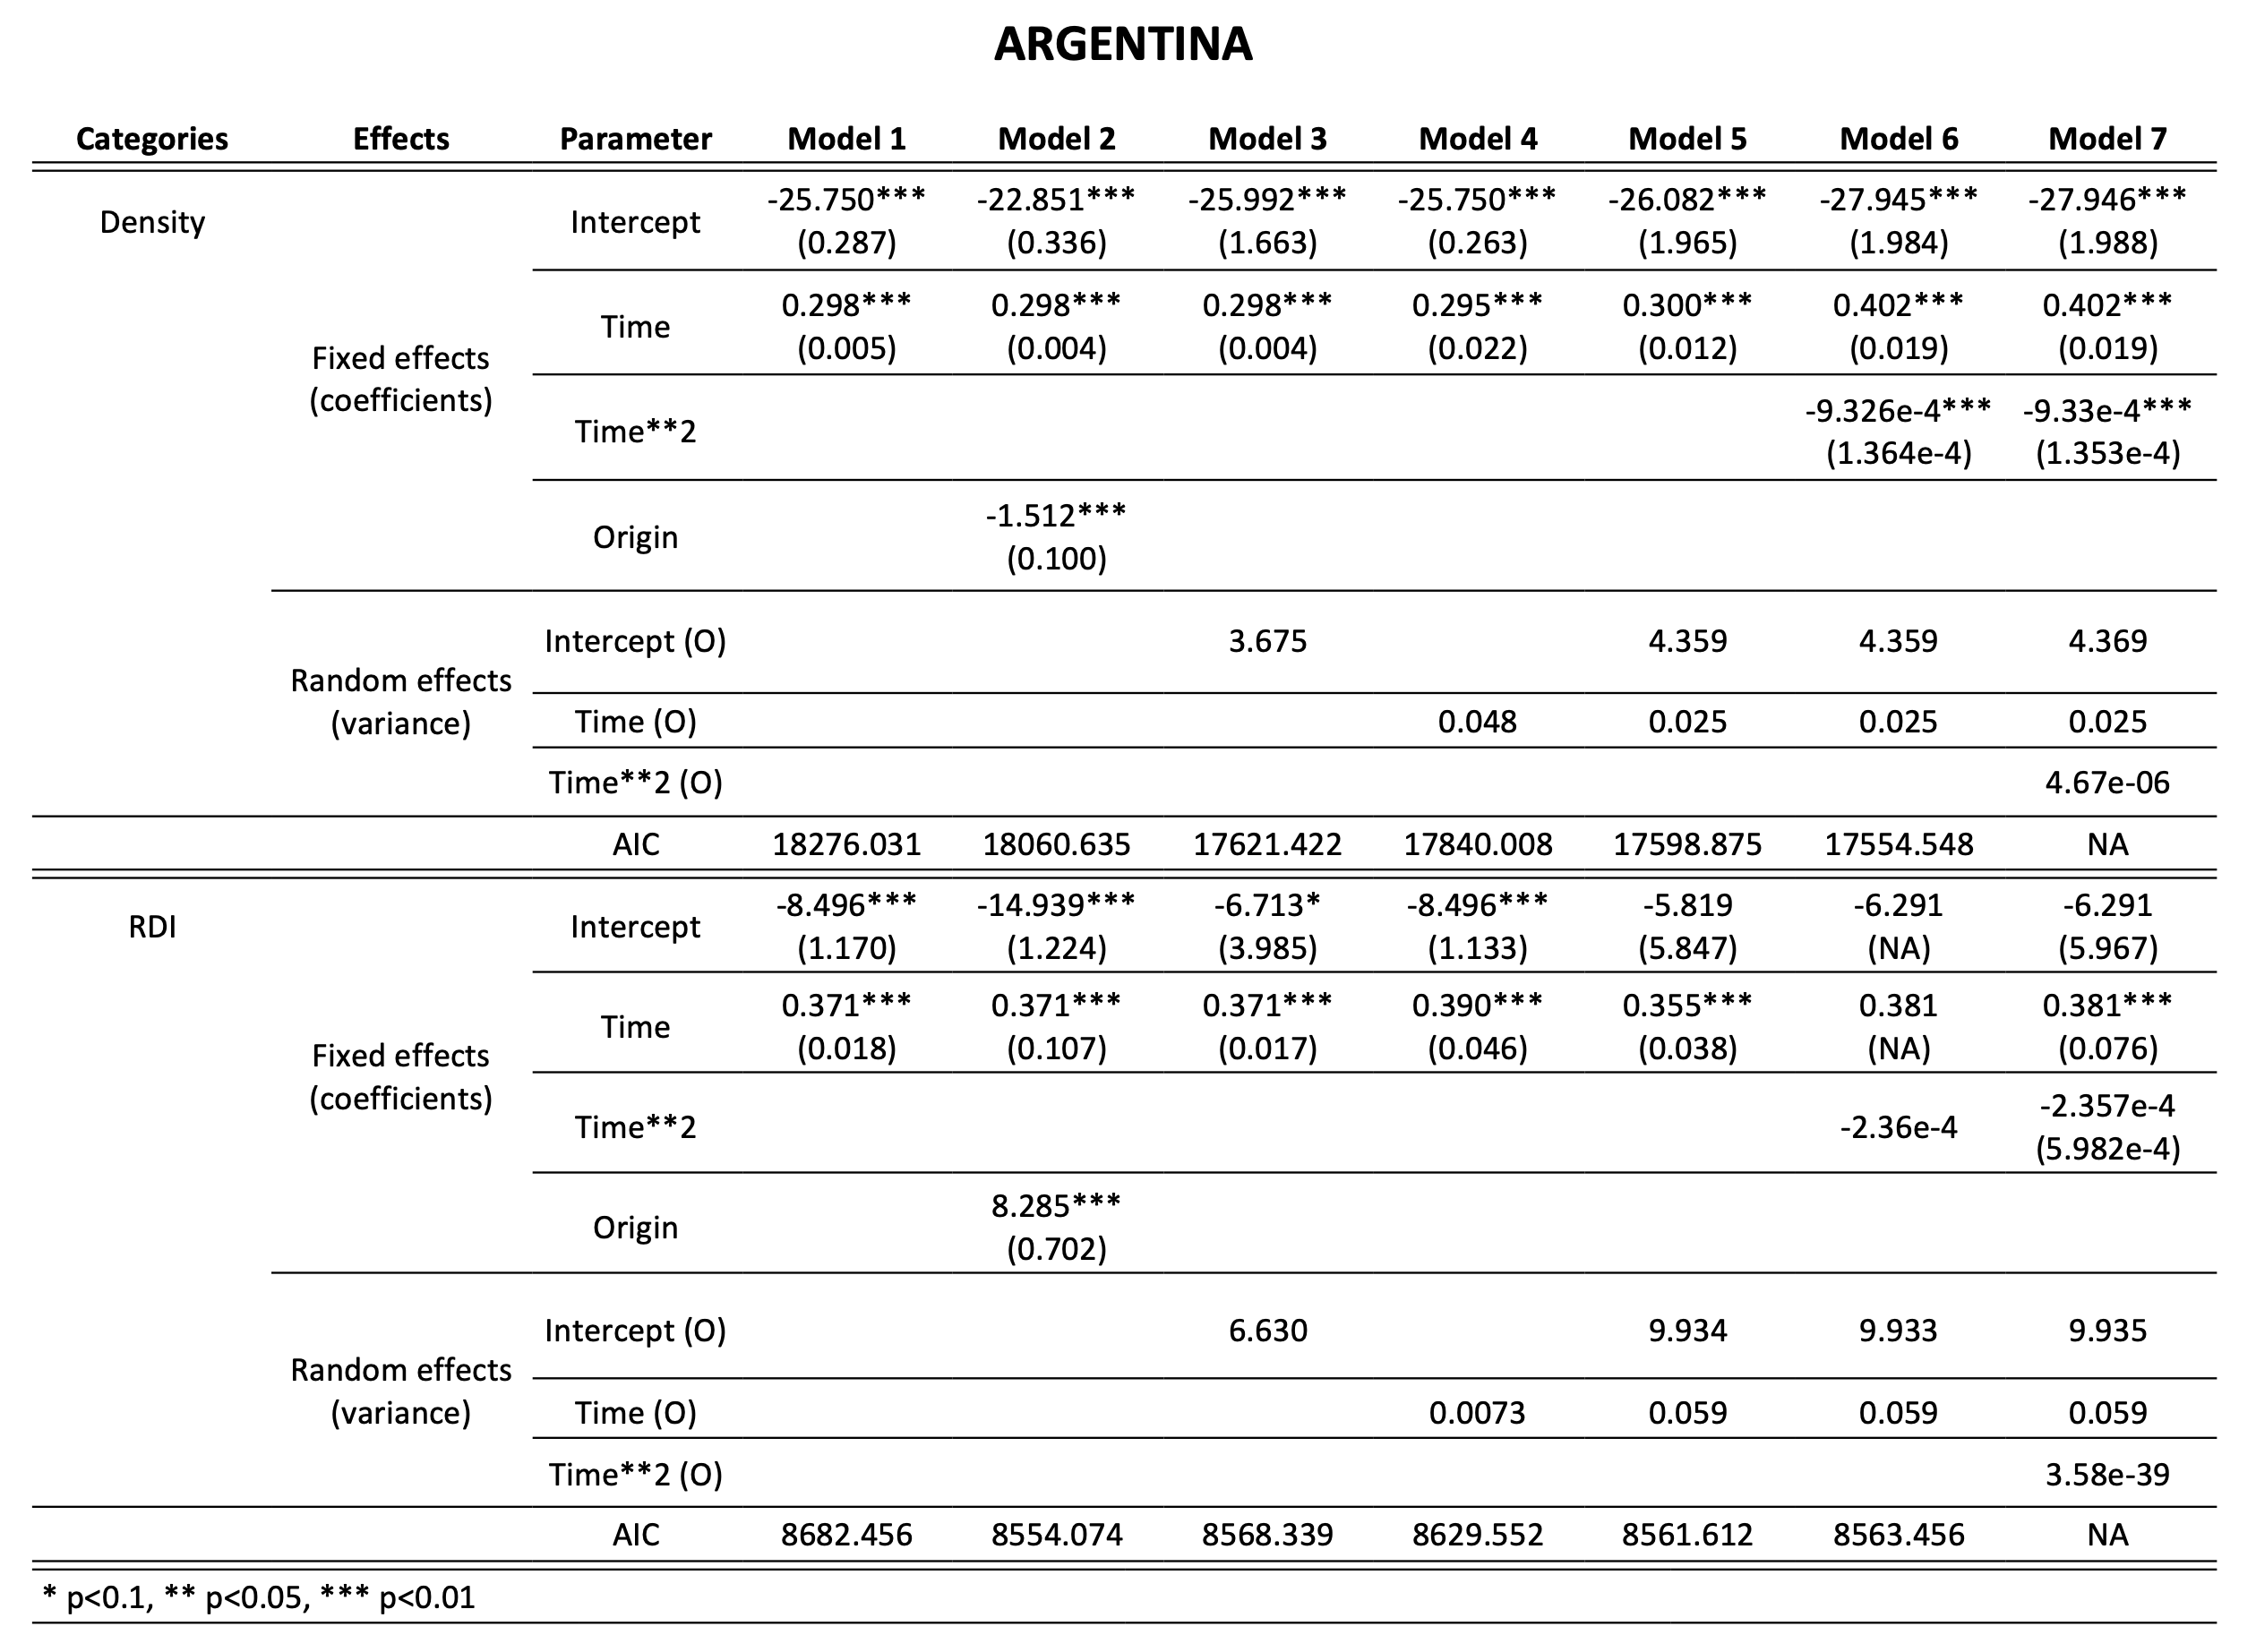 ARGENTINA
Categories Effects Parameter Model 1 Model 2 Model 3 Model 4 Model 5 Model 6 Model 7
Density Fixed effects (coefficients) Intercept -25.750*** -22.851*** -25.992*** -25.750*** -26.082*** -27.945*** -27.946***
(0.287) (0.336) (1.663) (0.263) (1.965) (1.984) (1.988)
Time 0.298*** 0.298*** 0.298*** 0.295*** 0.300*** 0.402*** 0.402***
(0.005) (0.004) (0.004) (0.022) (0.012) (0.019) (0.019)
Time**2 -9.326e-4*** -9.33e-4***
(1.364e-4) (1.353e-4)
Origin -1.512***
(0.100)
Random effects (variance) Intercept (O) 3.675 4.359 4.359 4.369
Time (O) 0.048 0.025 0.025 0.025
Time**2 (O) 4.67e-06
AIC 18276.031 18060.635 17621.422 17840.008 17598.875 17554.548 NA
RDI Fixed effects (coefficients) Intercept -8.496*** -14.939*** -6.713* -8.496*** -5.819 -6.291 -6.291
(1.170) (1.224) (3.985) (1.133) (5.847) (NA) (5.967)
Time 0.371*** 0.371*** 0.371*** 0.390*** 0.355*** 0.381 0.381***
(0.018) (0.107) (0.017) (0.046) (0.038) (NA) (0.076)
Time**2 -2.36e-4 -2.357e-4
(5.982e-4)
Origin 8.285***
(0.702)
Random effects (variance) Intercept (O) 6.630 9.934 9.933 9.935
Time (O) 0.0073 0.059 0.059 0.059
Time**2 (O) 3.58e-39
AIC 8682.456 8554.074 8568.339 8629.552 8561.612 8563.456 NA
* p<0.1, ** p<0.05, *** p<0.01